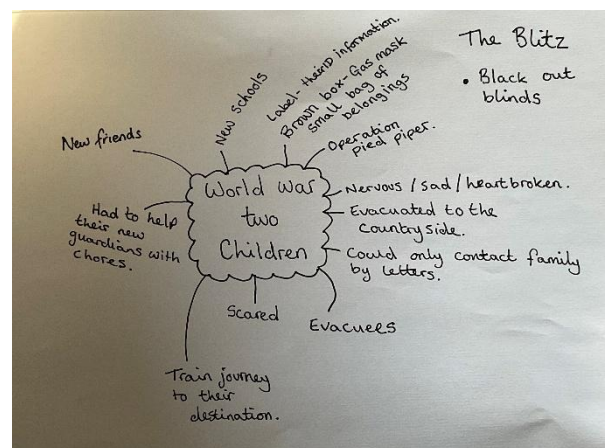 The Blitz
• Black out
blinds
World War
two
Children
New friends
New schools
Label - their ID information.
Brown box - Gas mask
small bag of
belongings
Operation
pied piper.
Nervous / sad / heartbroken.
Evacuated to the
Countryside.
Could only contact family
by letters.
Evacuees
Scared
Train journey
to their
destination.
Had to help
their new
guardians with
chores.